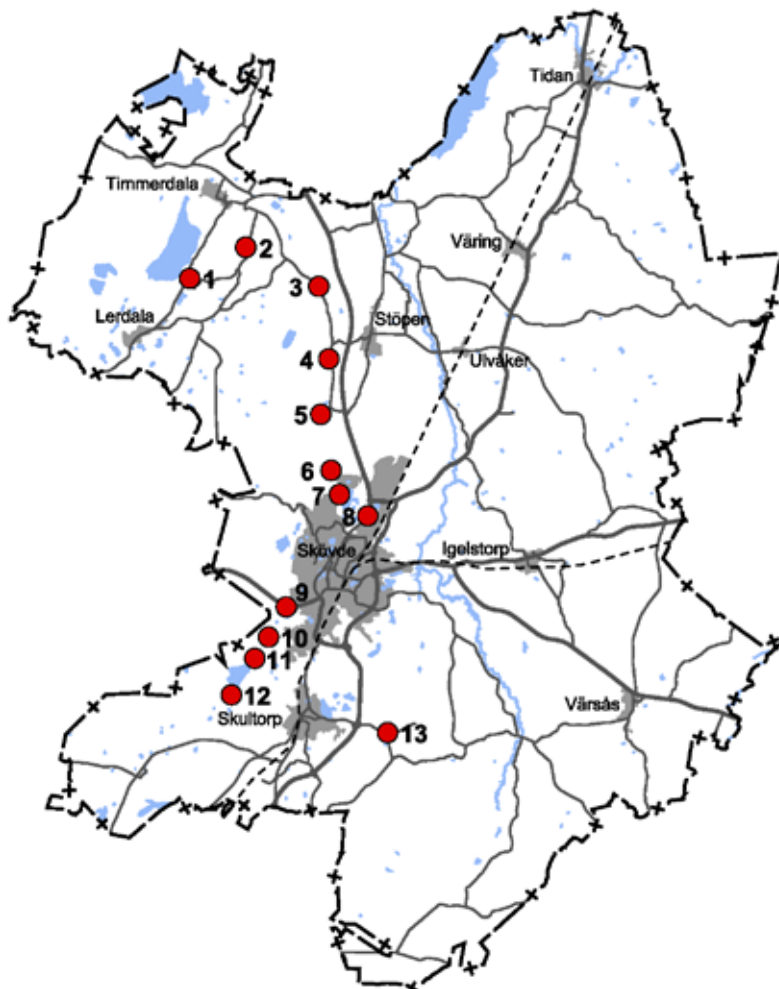 Tidan
Timmerdala
Väring
2
1
3
Lerdala
Stöpen
4
Ulvåker
5
6
7
8
Skövde
Igelstorp
9
10
11
12
Skultorp
Värsås
13